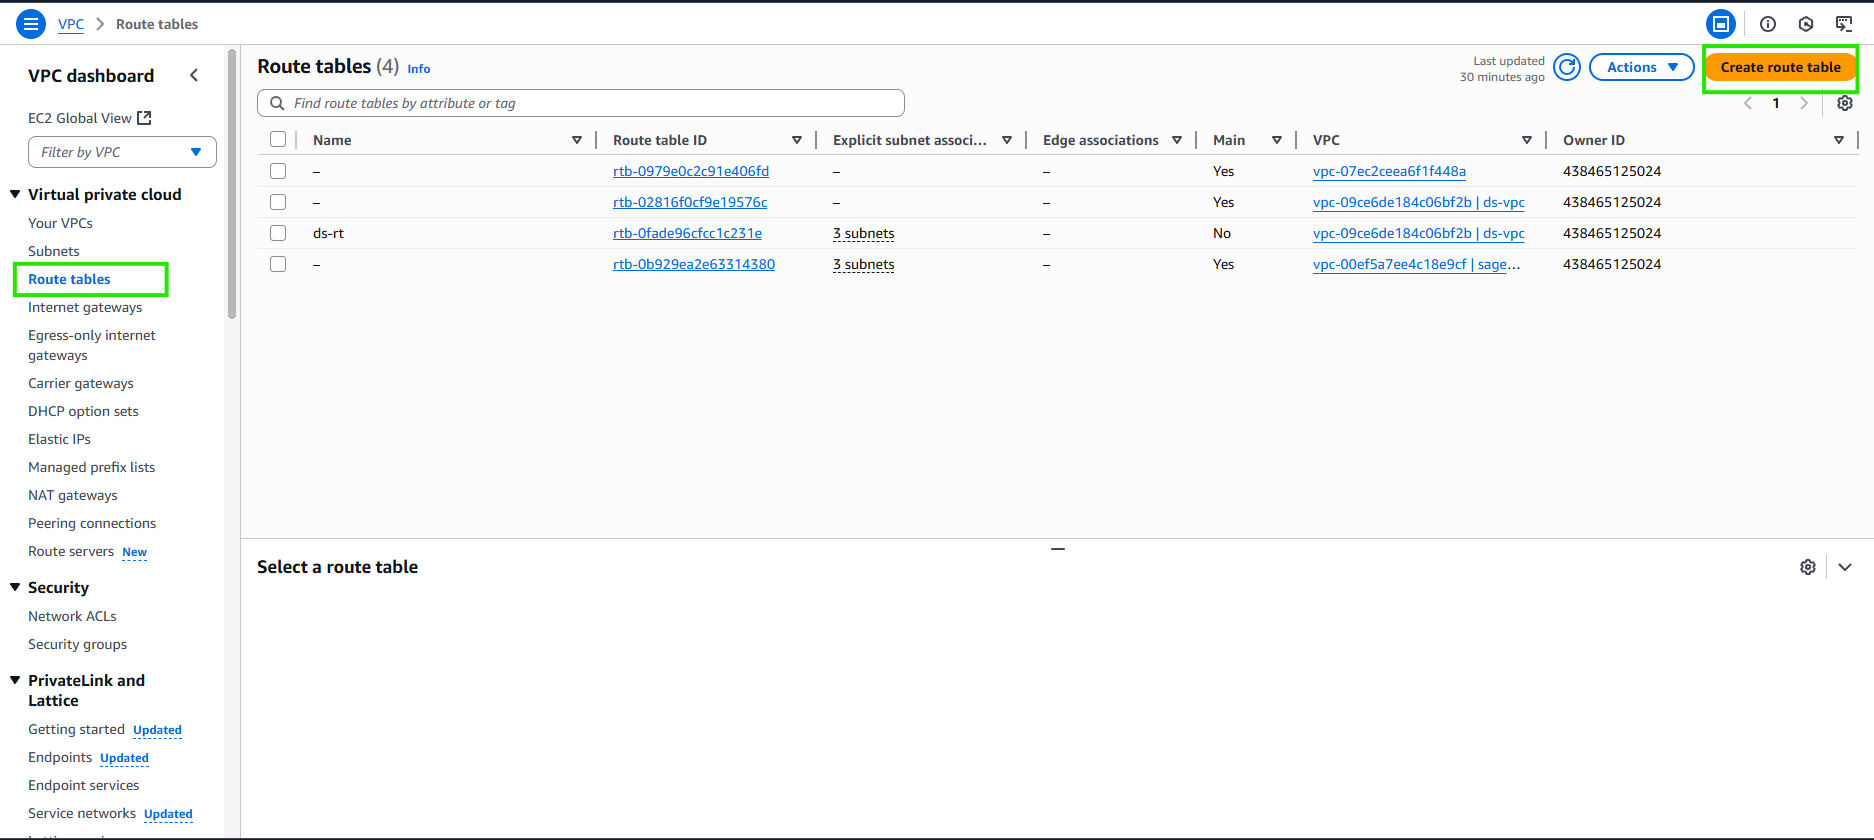 VPC > Route tables
VPC dashboard
EC2 Global View
Filter by VPC
Virtual private cloud
Your VPCs
Subnets
Route tables
Internet gateways
Egress-only internet
gateways
Carrier gateways
DHCP option sets
Elastic IPs
Managed prefix lists
NAT gateways
Peering connections
Route servers New
Security
Network ACLs
Security groups
PrivateLink and
Lattice
Getting started Updated
Endpoints Updated
Endpoint services
Service networks Updated
Route tables (4) Info
Last updated
30 minutes ago
Actions
Create route table
Find route tables by attribute or tag
1
Name Route table ID Explicit subnet associ... Edge associations Main VPC Owner ID
– rtb-0979e0c2c91e406fd – – Yes vpc-07ec2ceea6f1f448a 438465125024
– rtb-02816f0cf9e19576c – – Yes vpc-09ce6de184c06bf2b | ds-vpc 438465125024
ds-rt rtb-0fade96cfcc1c231e 3 subnets – No vpc-09ce6de184c06bf2b | ds-vpc 438465125024
– rtb-0b929ea2e63314380 3 subnets – Yes vpc-00ef5a7ee4c18e9cf | sage... 438465125024
Select a route table